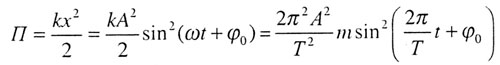 П = kx²/2 = kA²/2 sin²(ωt + φ₀) = 2π²A²/T² m sin²(2π/T t + φ₀)